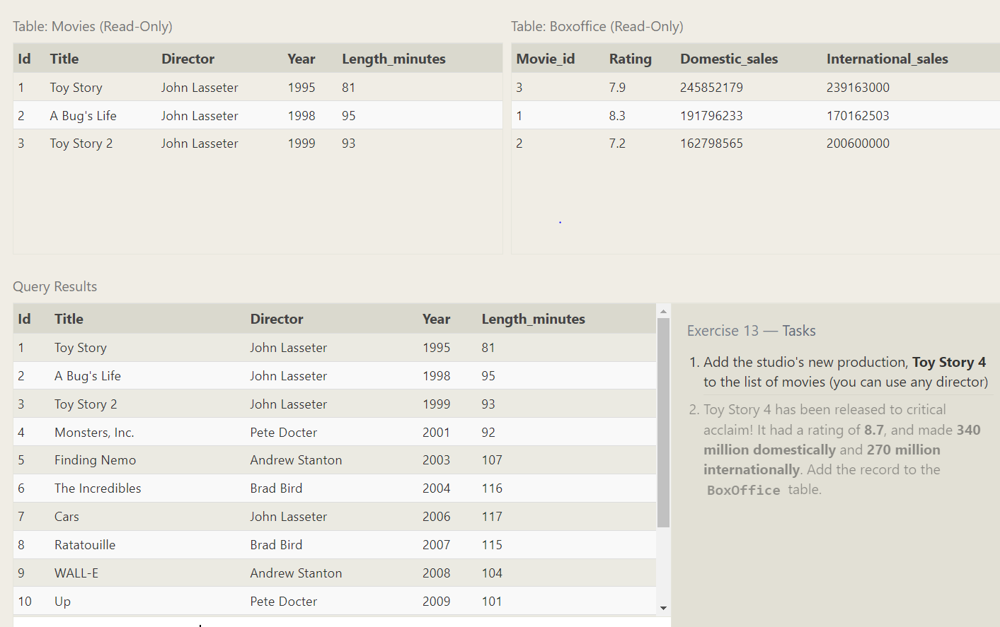 Table: Movies (Read-Only)
Id Title Director Year Length_minutes
1 Toy Story John Lasseter 1995 81
2 A Bug's Life John Lasseter 1998 95
3 Toy Story 2 John Lasseter 1999 93
Table: Boxoffice (Read-Only)
Movie_id Rating Domestic_sales International_sales
3 7.9 245852179 239163000
1 8.3 191796233 170162503
2 7.2 162798565 200600000
Query Results
Id Title Director Year Length_minutes
1 Toy Story John Lasseter 1995 81
2 A Bug's Life John Lasseter 1998 95
3 Toy Story 2 John Lasseter 1999 93
4 Monsters, Inc. Pete Docter 2001 92
5 Finding Nemo Andrew Stanton 2003 107
6 The Incredibles Brad Bird 2004 116
7 Cars John Lasseter 2006 117
8 Ratatouille Brad Bird 2007 115
9 WALL-E Andrew Stanton 2008 104
10 Up Pete Docter 2009 101
Exercise 13 — Tasks
1. Add the studio's new production, Toy Story 4
to the list of movies (you can use any director)
2. Toy Story 4 has been released to critical
acclaim! It had a rating of 8.7, and made 340
million domestically and 270 million
internationally. Add the record to the
BoxOffice table.